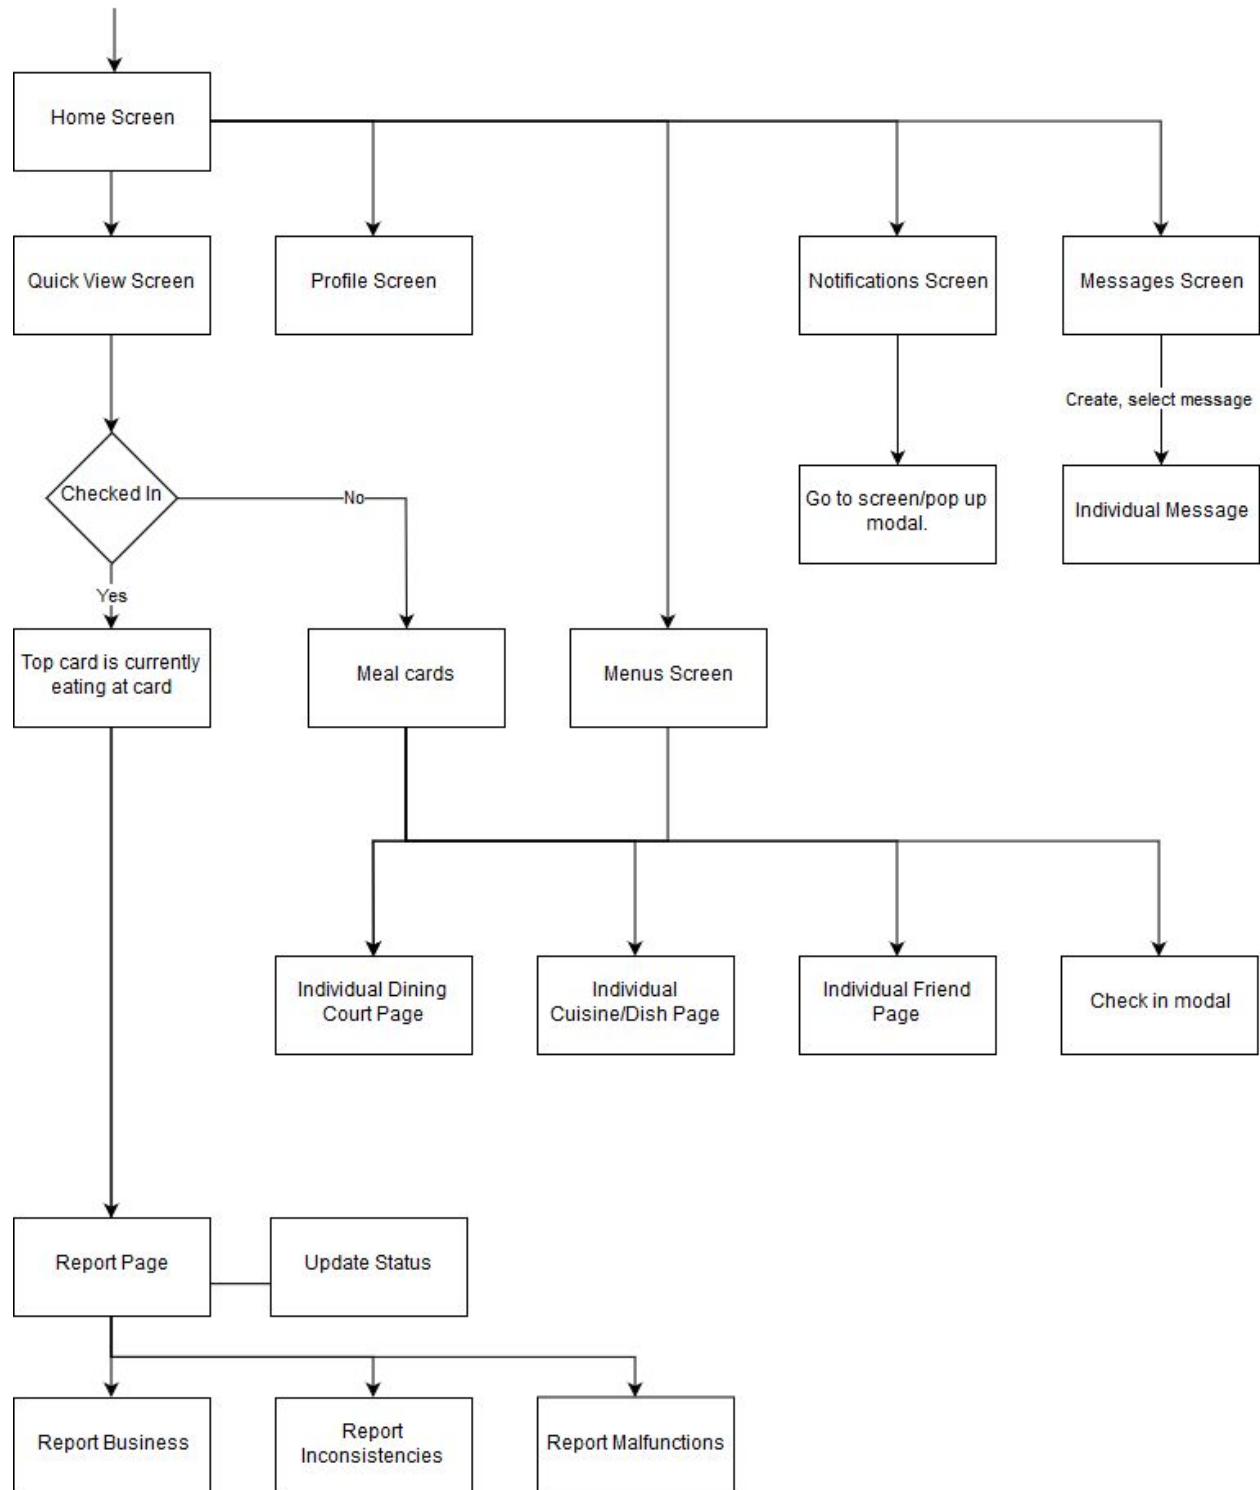 Home Screen
Quick View Screen
Profile Screen
Notifications Screen
Messages Screen
Create, select message
Checked In
No
Go to screen/pop up
modal.
Individual Message
Yes
Top card is currently
eating at card
Meal cards
Menus Screen
Individual Dining
Court Page
Individual
Cuisine/Dish Page
Individual Friend
Page
Check in modal
Report Page
Update Status
Report Business
Report
Inconsistencies
Report Malfunctions